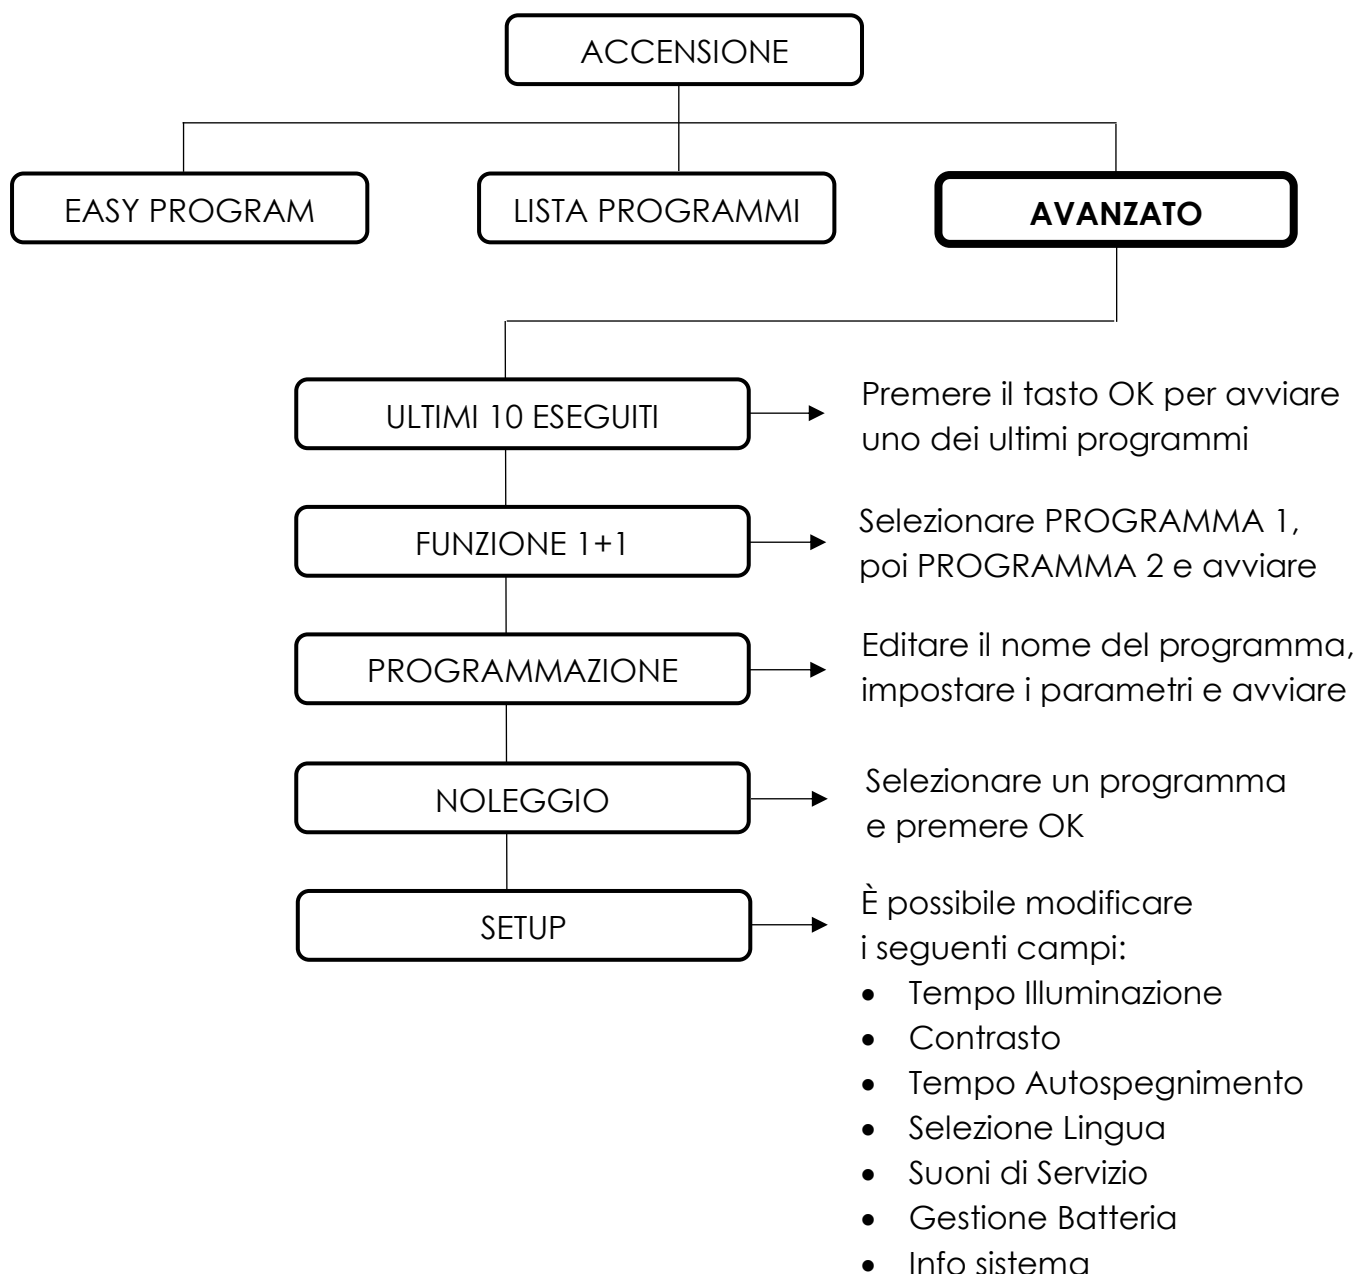 ACCENSIONE
EASY PROGRAM
LISTA PROGRAMMI
AVANZATO
ULTIMI 10 ESEGUITI
Premere il tasto OK per avviare
uno dei ultimi programmi
FUNZIONE 1+1
Selezionare PROGRAMMA 1,
poi PROGRAMMA 2 e avviare
PROGRAMMAZIONE
Editare il nome del programma,
impostare i parametri e avviare
NOLEGGIO
Selezionare un programma
e premere OK
SETUP
È possibile modificare
i seguenti campi:
• Tempo Illuminazione
• Contrasto
• Tempo Autospegnimento
• Selezione Lingua
• Suoni di Servizio
• Gestione Batteria
• Info sistema